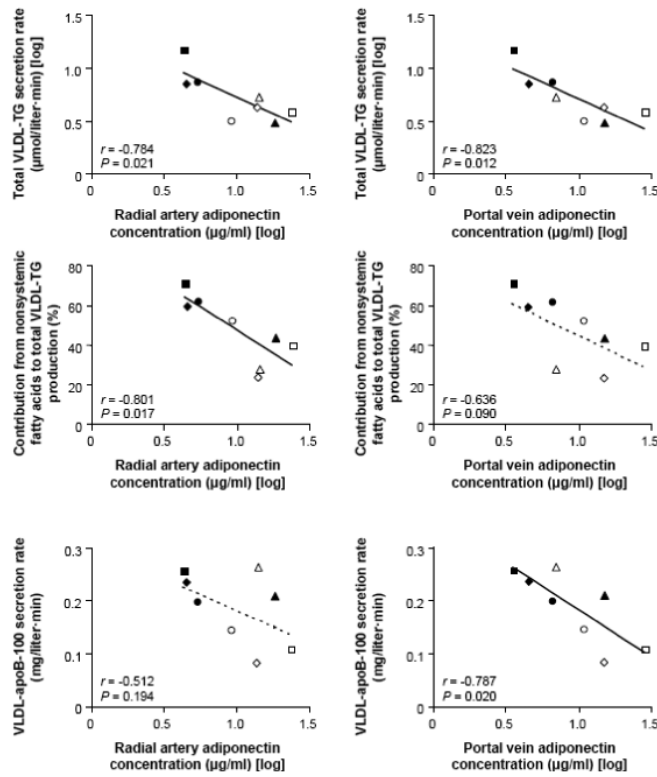 Total VLDL-TG secretion rate
(µmol/liter-min) [log]
1.5
1.0
0.5
0
r = -0.784
P = 0.021
0 0.5 1.0 1.5
Radial artery adiponectin
concentration (µg/ml) [log]
Total VLDL-TG secretion rate
(µmol/liter-min) [log]
1.5
1.0
0.5
0
r = -0.823
P = 0.012
0 0.5 1.0 1.5
Portal vein adiponectin
concentration (µg/ml) [log]
Contribution from nonsystemic
fatty acids to total VLDL-TG
production (%)
80
60
40
20
0
r = -0.801
P = 0.017
0 0.5 1.0 1.5
Radial artery adiponectin
concentration (µg/ml) [log]
Contribution from nonsystemic
fatty acids to total VLDL-TG
production (%)
80
60
40
20
0
r = -0.636
P = 0.090
0 0.5 1.0 1.5
Portal vein adiponectin
concentration (µg/ml) [log]
VLDL-apoB-100 secretion rate
(mg/liter-min)
0.3
0.2
0.1
0
r = -0.512
P = 0.194
0 0.5 1.0 1.5
Radial artery adiponectin
concentration (µg/ml) [log]
VLDL-apoB-100 secretion rate
(mg/liter-min)
0.3
0.2
0.1
0
r = -0.787
P = 0.020
0 0.5 1.0 1.5
Portal vein adiponectin
concentration (µg/ml) [log]